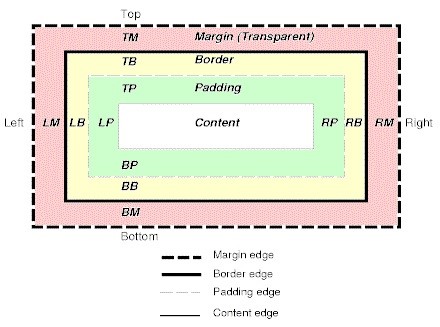 Top
TM Margin (Transparent)
TB Border
TP Padding
Left LM LB LP Content RP RB RM Right
BP
BB
BM
Bottom
Margin edge
Border edge
Padding edge
Content edge